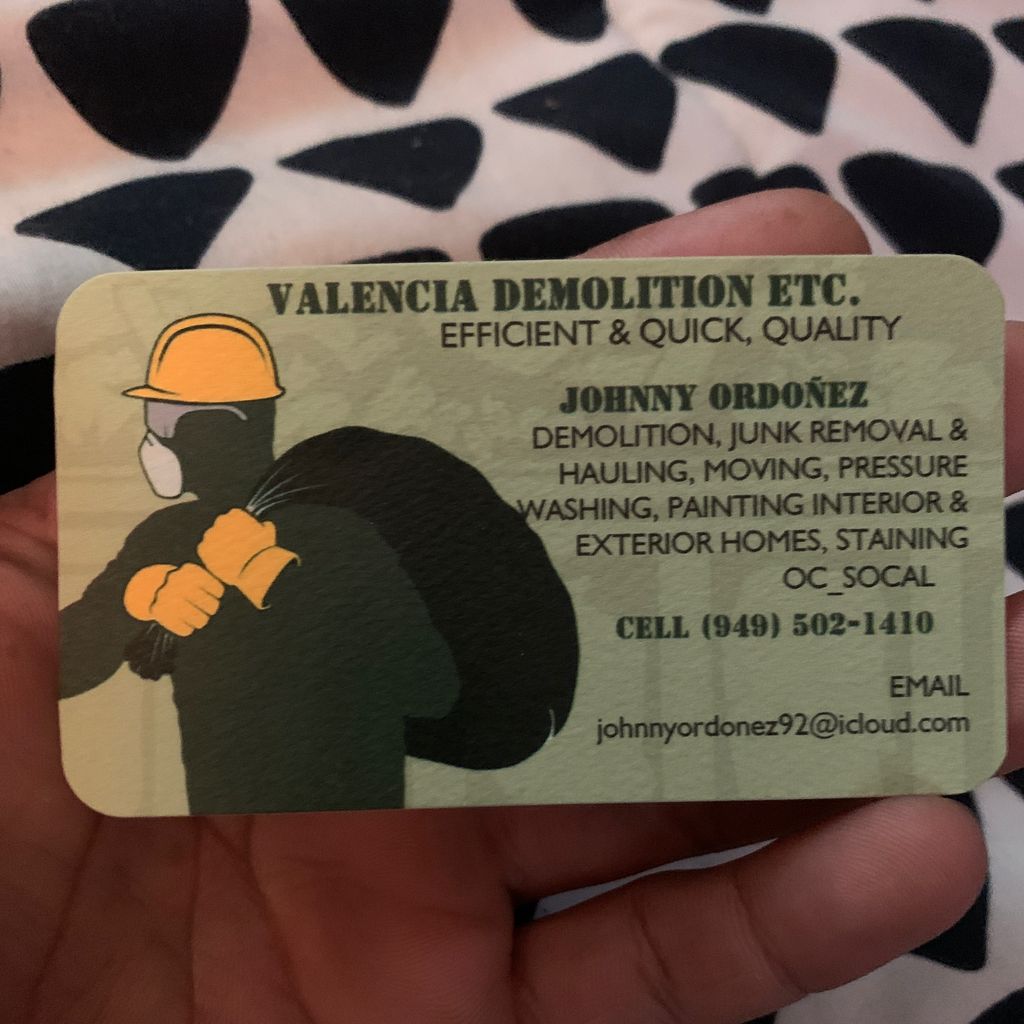 VALENCIA DEMOLITION ETC.
EFFICIENT & QUICK, QUALITY
JOHNNY ORDOÑEZ
DEMOLITION, JUNK REMOVAL &
HAULING, MOVING, PRESSURE
WASHING, PAINTING INTERIOR &
EXTERIOR HOMES, STAINING
OC_SOCAL
CELL (949) 502-1410
EMAIL
johnnyordonez92@icloud.com